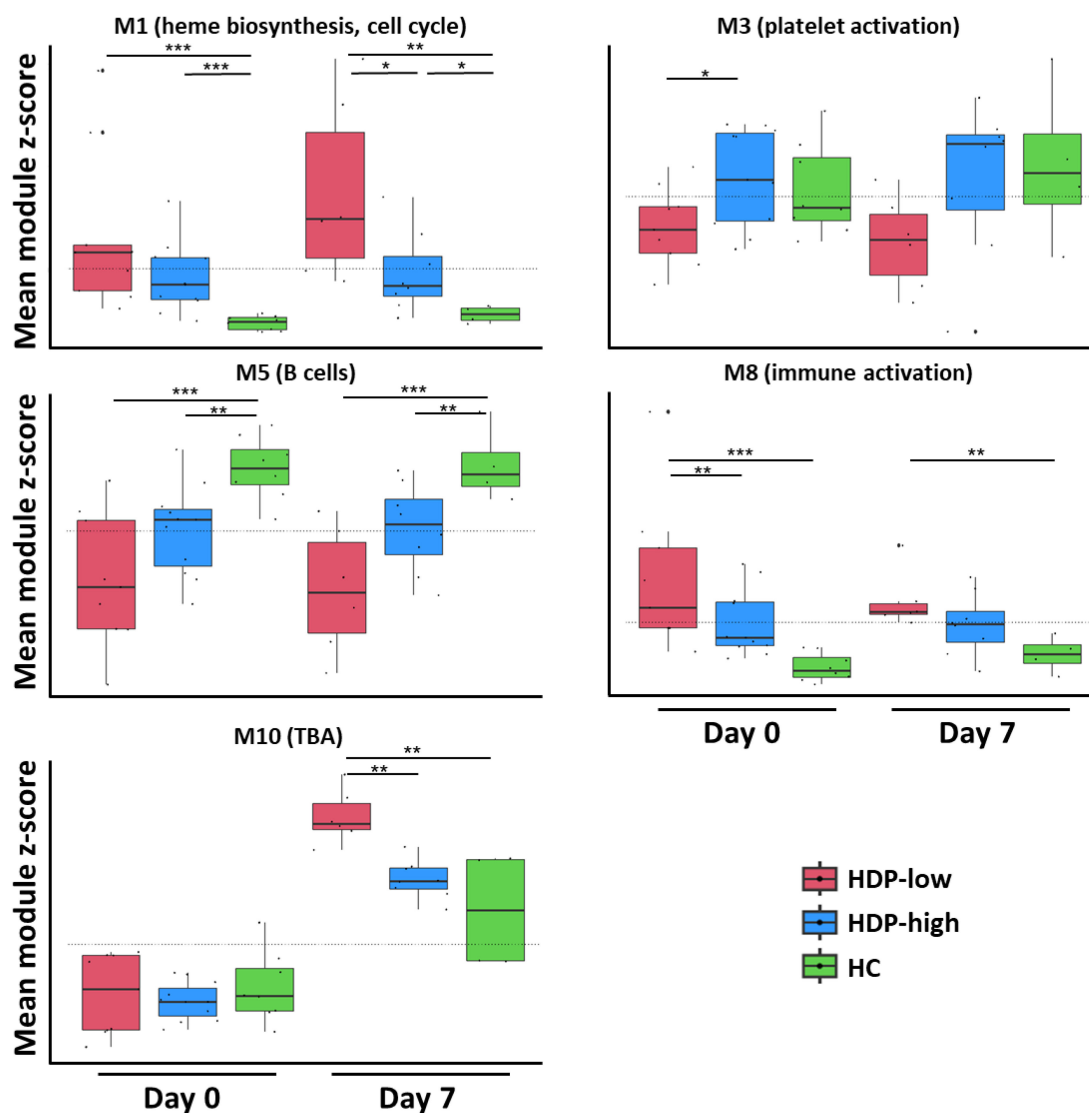 M1 (heme biosynthesis, cell cycle)
Mean module z-score
***
***
**
*
*
M3 (platelet activation)
*
M5 (B cells)
Mean module z-score
***
**
***
**
M8 (immune activation)
***
**
**
Day 0
Day 7
M10 (TBA)
Mean module z-score
**
**
Day 0
Day 7
HDP-low
HDP-high
HC